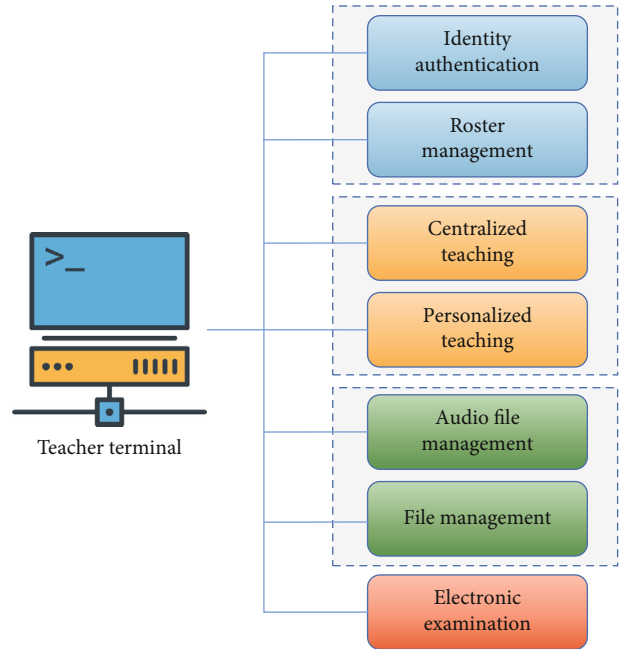 Identity
authentication
Roster
management
Centralized
teaching
>_
Personalized
teaching
Teacher terminal
Audio file
management
File management
Electronic
examination